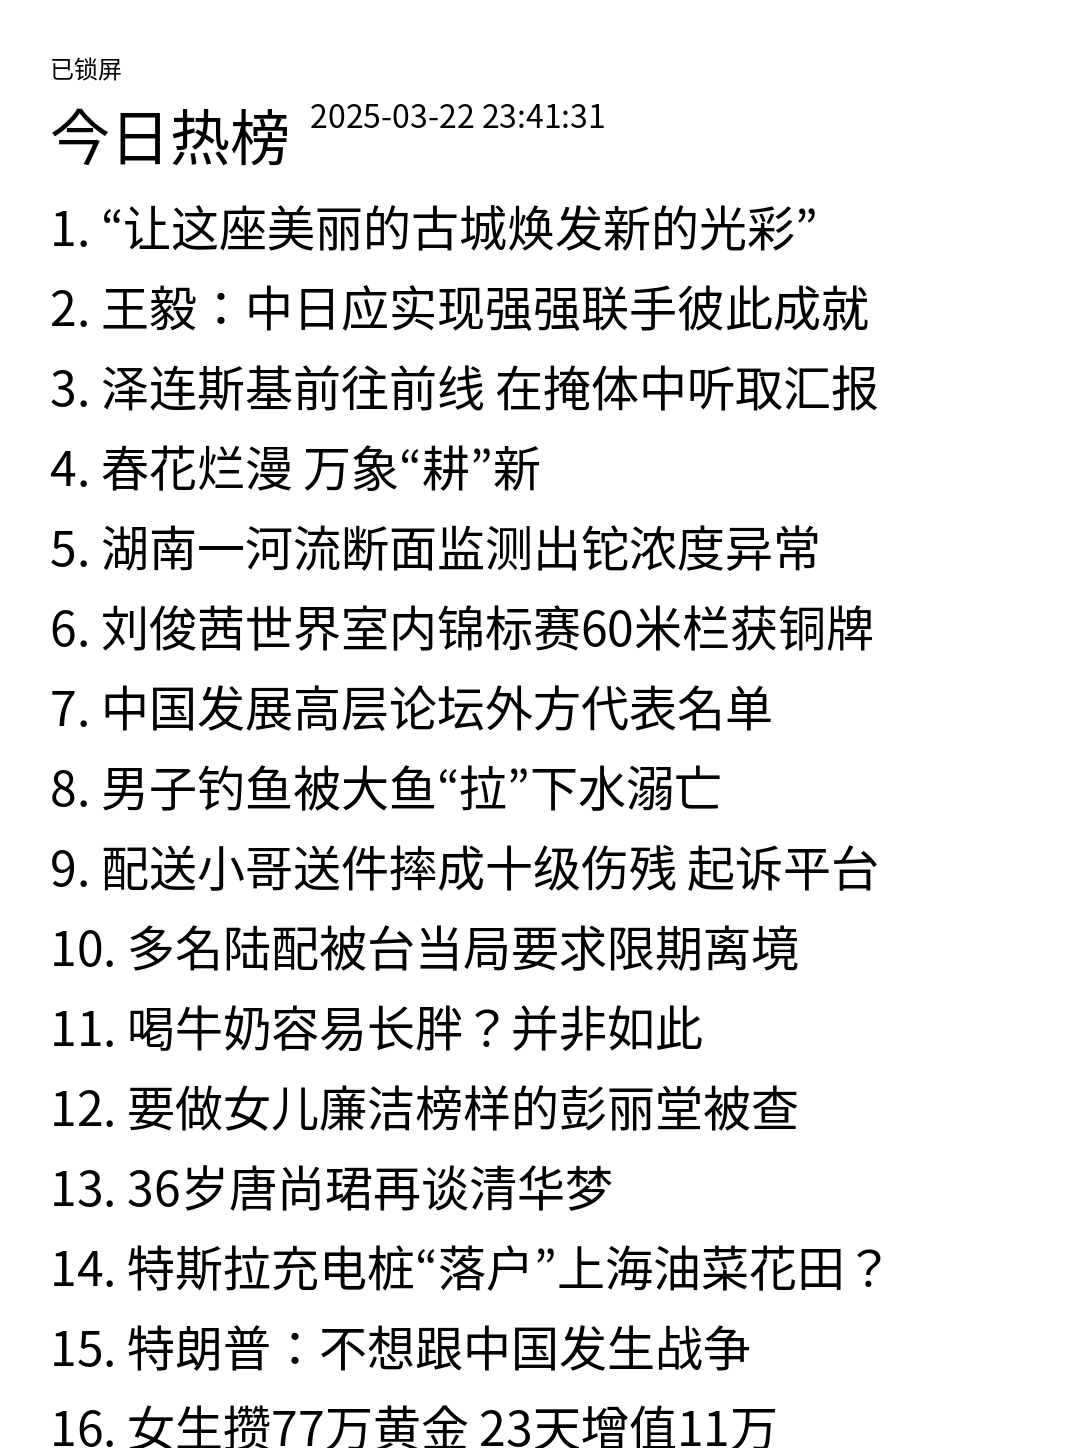 已锁屏
今日热榜 2025-03-22 23:41:31
1. “让这座美丽的古城焕发新的光彩”
2. 王毅：中日应实现强强联手彼此成就
3. 泽连斯基前往前线 在掩体中听取汇报
4. 春花烂漫 万象“耕”新
5. 湖南一河流断面监测出铊浓度异常
6. 刘俊茜世界室内锦标赛60米栏获铜牌
7. 中国发展高层论坛外方代表名单
8. 男子钓鱼被大鱼“拉”下水溺亡
9. 配送小哥送件摔成十级伤残 起诉平台
10. 多名陆配被台当局要求限期离境
11. 喝牛奶容易长胖？并非如此
12. 要做女儿廉洁榜样的彭丽堂被查
13. 36岁唐尚珺再谈清华梦
14. 特斯拉充电桩“落户”上海油菜花田？
15. 特朗普：不想跟中国发生战争
16. 女生攒77万黄金 23天增值11万